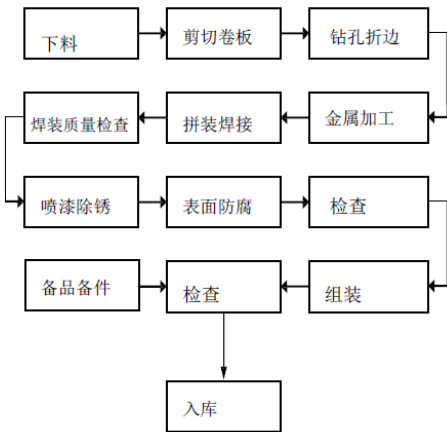 下料
剪切卷板
钻孔折边
焊装质量检查
拼装焊接
金属加工
喷漆除锈
表面防腐
检查
备品备件
检查
组装
入库